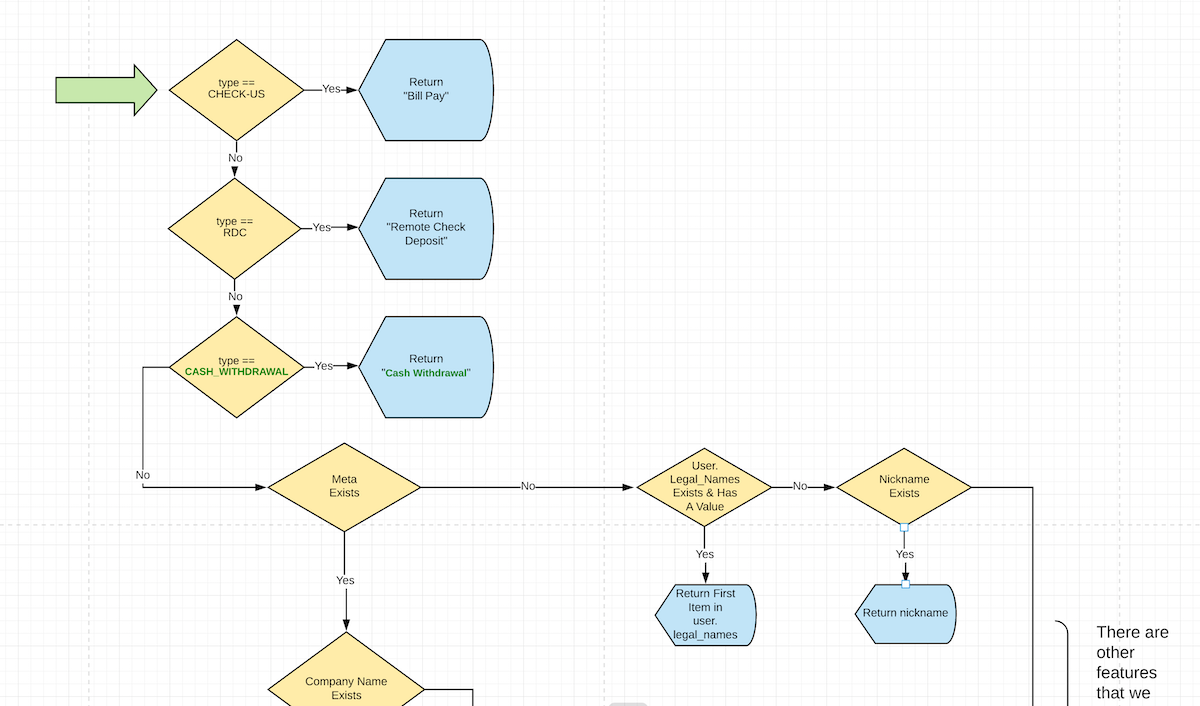 type ==
CHECK-US
Yes
Return
"Bill Pay"
No
type ==
RDC
Yes
Return
"Remote Check
Deposit"
No
type ==
CASH_WITHDRAWAL
Yes
Return
"Cash Withdrawal"
No
Meta
Exists
No
User.
Legal_Names
Exists & Has
A Value
No
Nickname
Exists
Yes
Yes
Yes
Return First
Item in
user.
legal_names
Return nickname
Company Name
Exists
There are
other
features
that we